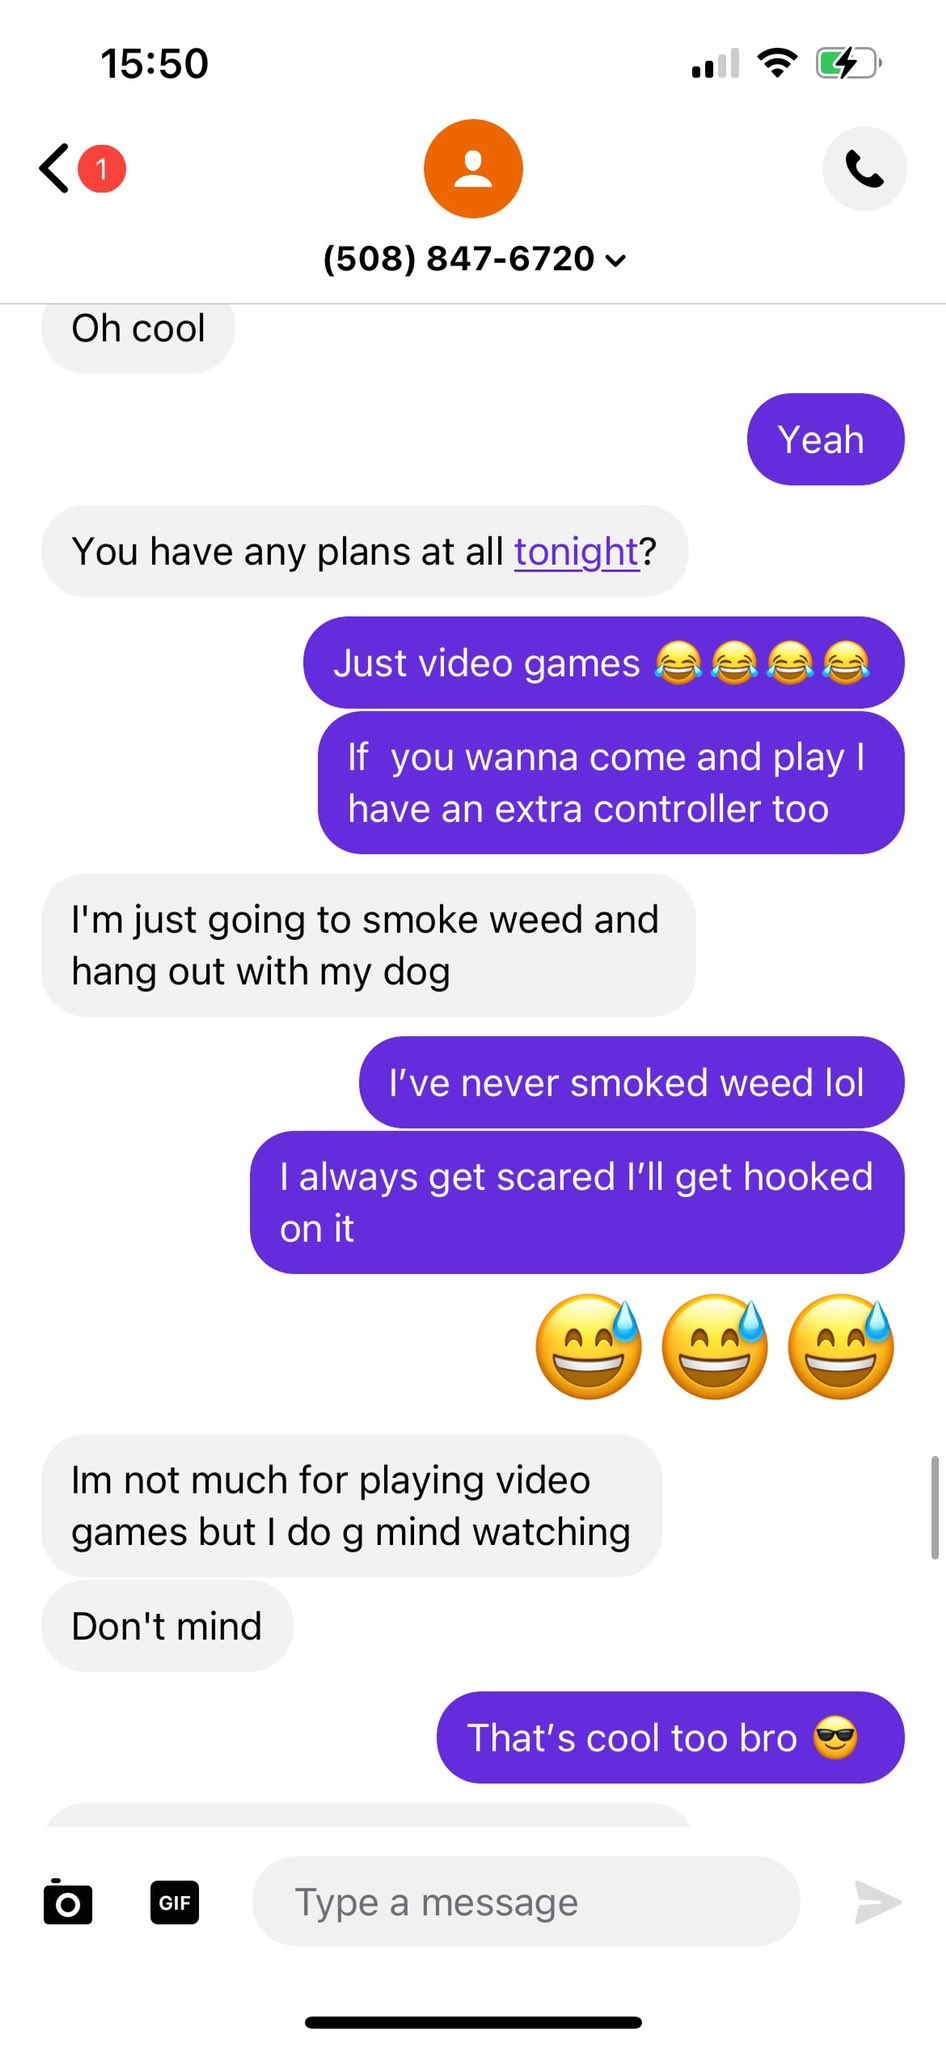 15:50
1
(508) 847-6720
Oh cool
Yeah
You have any plans at all tonight?
Just video games 😂😂😂😂
If  you wanna come and play I
have an extra controller too
I'm just going to smoke weed and
hang out with my dog
I’ve never smoked weed lol
I always get scared I’ll get hooked
on it
😅😅😅
Im not much for playing video
games but I do g mind watching
Don't mind
That’s cool too bro 😎
GIF
Type a message